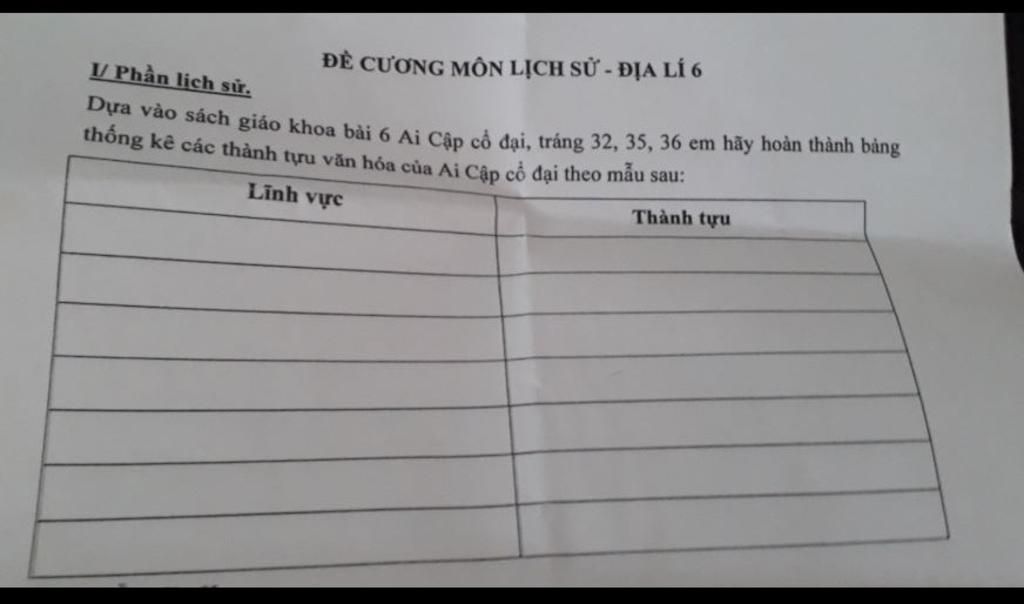 ĐỀ CƯƠNG MÔN LỊCH SỬ - ĐỊA LÍ 6
I/ Phần lịch sử.
Dựa vào sách giáo khoa bài 6 Ai Cập cổ đại, tráng 32, 35, 36 em hãy hoàn thành bảng
thống kê các thành tựu văn hóa của Ai Cập cổ đại theo mẫu sau:
Lĩnh vực
Thành tựu